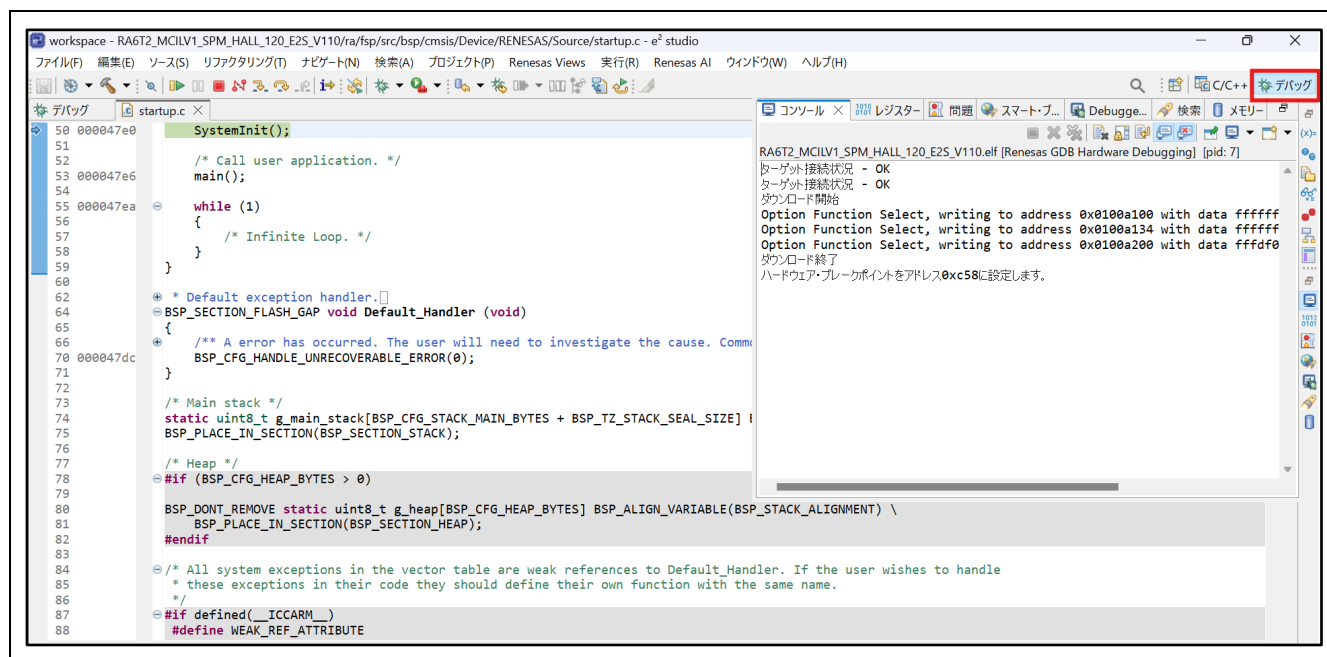 workspace - RA6T2_MCILV1_SPM_HALL_120_E2S_V110/ra/fsp/src/bsp/cmsis/Device/RENESAS/Source/startup.c - e² studio
ファイル(F) 編集(E) ソース(S) リファクタリング(T) ナビゲート(N) 検索(A) プロジェクト(P) Renesas Views 実行(R) Renesas AI ウィンドウ(W) ヘルプ(H)
C/C++ デバッグ
デバッグ startup.c
50 000047e0 SystemInit();
51
52 /* Call user application. */
53 000047e6 main();
54
55 000047ea while (1)
56 {
57 /* Infinite Loop. */
58 }
59 }
60
62 * Default exception handler.
64 BSP_SECTION_FLASH_GAP void Default_Handler (void)
65 {
66 /** A error has occurred. The user will need to investigate the cause. Commo
70 000047dc BSP_CFG_HANDLE_UNRECOVERABLE_ERROR(0);
71 }
72
73 /* Main stack */
74 static uint8_t g_main_stack[BSP_CFG_STACK_MAIN_BYTES + BSP_TZ_STACK_SEAL_SIZE]
75 BSP_PLACE_IN_SECTION(BSP_SECTION_STACK);
76
77 /* Heap */
78 #if (BSP_CFG_HEAP_BYTES > 0)
79
80 BSP_DONT_REMOVE static uint8_t g_heap[BSP_CFG_HEAP_BYTES] BSP_ALIGN_VARIABLE(BSP_STACK_ALIGNMENT) \
81 BSP_PLACE_IN_SECTION(BSP_SECTION_HEAP);
82 #endif
83
84 /* All system exceptions in the vector table are weak references to Default_Handler. If the user wishes to handle
85 * these exceptions in their code they should define their own function with the same name.
86 */
87 #if defined(__ICCARM__)
88 #define WEAK_REF_ATTRIBUTE
コンソール レジスター 問題 スマート・ブ... Debugge... 検索 メモリー
RA6T2_MCILV1_SPM_HALL_120_E2S_V110.elf [Renesas GDB Hardware Debugging] [pid: 7]
ターゲット接続状況 - OK
ターゲット接続状況 - OK
ダウンロード開始
Option Function Select, writing to address 0x0100a100 with data ffffff
Option Function Select, writing to address 0x0100a134 with data ffffff
Option Function Select, writing to address 0x0100a200 with data fffdf0
ダウンロード終了
ハードウェア・ブレークポイントをアドレス0xc58に設定します。